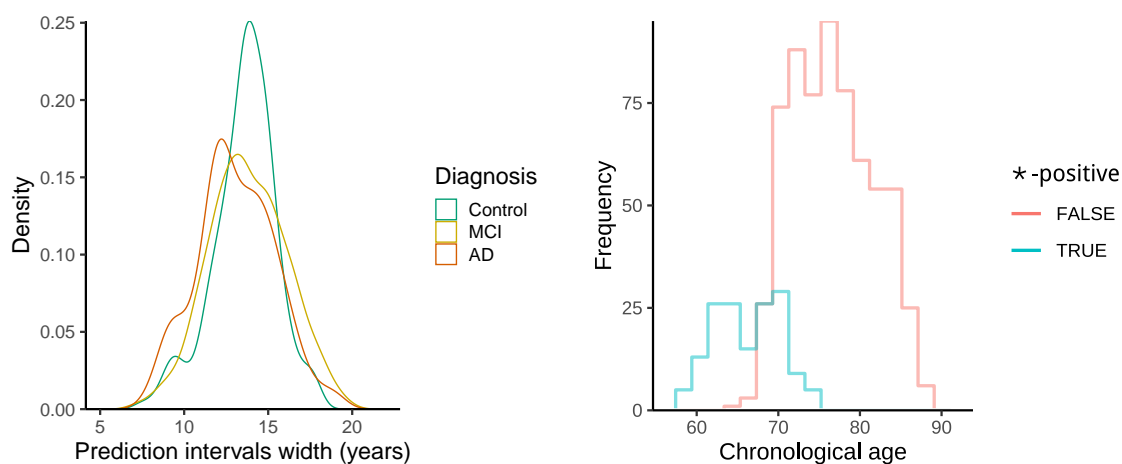 0.25
0.20
0.15
0.10
0.05
0.00
Density
5 10 15 20
Prediction intervals width (years)
Diagnosis
Control
MCI
AD
75
50
25
0
Frequency
60 70 80 90
Chronological age
*-positive
FALSE
TRUE